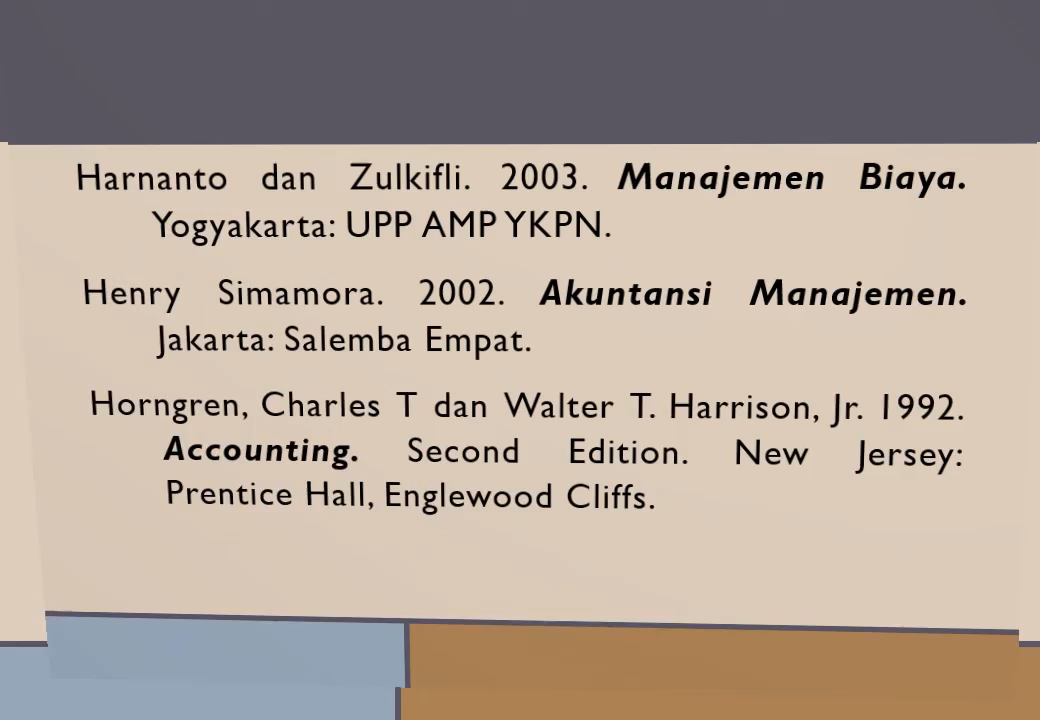 Harnanto dan Zulkifli. 2003. Manajemen Biaya.
Yogyakarta: UPP AMP YKPN.
Henry Simamora. 2002. Akuntansi Manajemen.
Jakarta: Salemba Empat.
Horngren, Charles T dan Walter T. Harrison, Jr. 1992.
Accounting. Second Edition. New Jersey:
Prentice Hall, Englewood Cliffs.